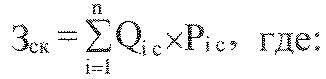 Зск = ∑ⁿᵢ₌₁ Qi c × Pi c, где: